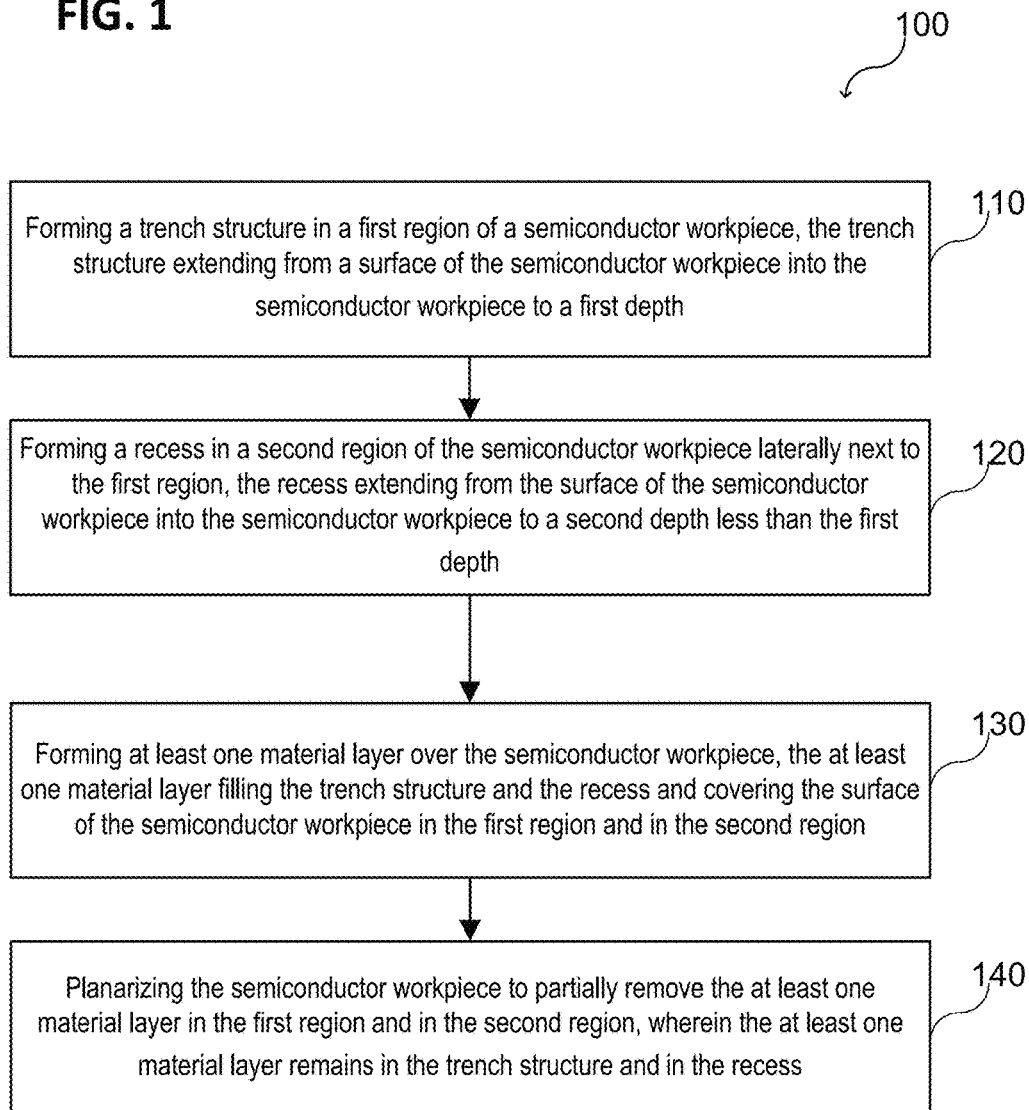 FIG. 1
100
110
Forming a trench structure in a first region of a semiconductor workpiece, the trench
structure extending from a surface of the semiconductor workpiece into the
semiconductor workpiece to a first depth
120
Forming a recess in a second region of the semiconductor workpiece laterally next to
the first region, the recess extending from the surface of the semiconductor
workpiece into the semiconductor workpiece to a second depth less than the first
depth
130
Forming at least one material layer over the semiconductor workpiece, the at least
one material layer filling the trench structure and the recess and covering the surface
of the semiconductor workpiece in the first region and in the second region
140
Planarizing the semiconductor workpiece to partially remove the at least one
material layer in the first region and in the second region, wherein the at least one
material layer remains in the trench structure and in the recess